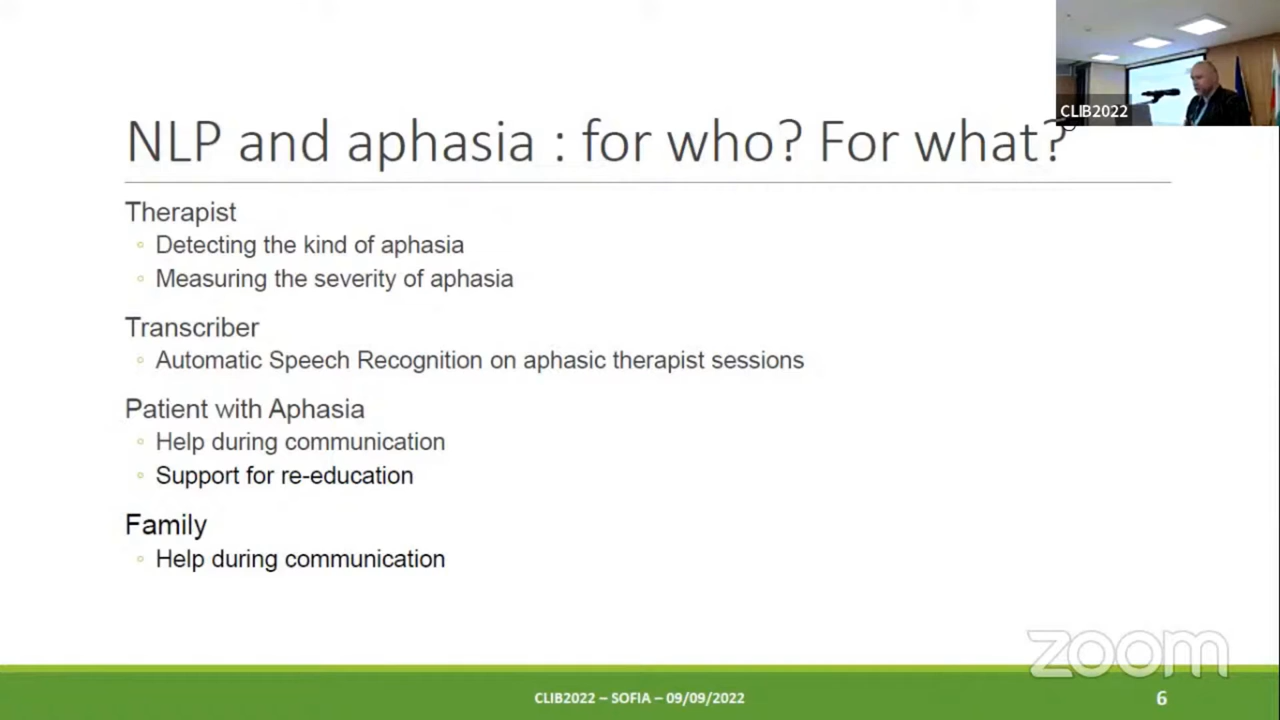 CLIB2022
NLP and aphasia : for who? For what?
Therapist
Detecting the kind of aphasia
Measuring the severity of aphasia
Transcriber
Automatic Speech Recognition on aphasic therapist sessions
Patient with Aphasia
Help during communication
Support for re-education
Family
Help during communication
zoom
CLIB2022 – SOFIA – 09/09/2022
6